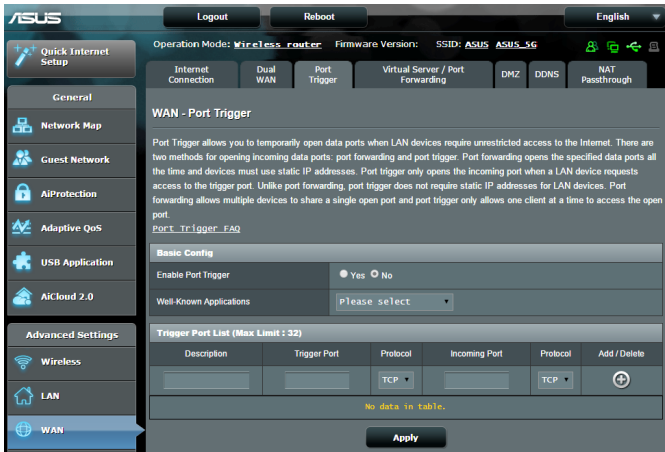 ASUS
Logout
Reboot
English
Quick Internet
Setup
Operation Mode: Wireless router Firmware Version: SSID: ASUS ASUS_5G
Internet
Connection
Dual
WAN
Port
Trigger
Virtual Server / Port
Forwarding
DMZ
DDNS
NAT
Passthrough
General
Network Map
Guest Network
AiProtection
Adaptive QoS
USB Application
AiCloud 2.0
Advanced Settings
Wireless
LAN
WAN
WAN - Port Trigger
Port Trigger allows you to temporarily open data ports when LAN devices require unrestricted access to the Internet. There are
two methods for opening incoming data ports: port forwarding and port trigger. Port forwarding opens the specified data ports all
the time and devices must use static IP addresses. Port trigger only opens the incoming port when a LAN device requests
access to the trigger port. Unlike port forwarding, port trigger does not require static IP addresses for LAN devices. Port
forwarding allows multiple devices to share a single open port and port trigger only allows one client at a time to access the open
port.
Port Trigger FAQ
Basic Config
Enable Port Trigger Yes No
Well-Known Applications Please select
Trigger Port List (Max Limit : 32)
Description Trigger Port Protocol Incoming Port Protocol Add / Delete
TCP TCP
No data in table.
Apply